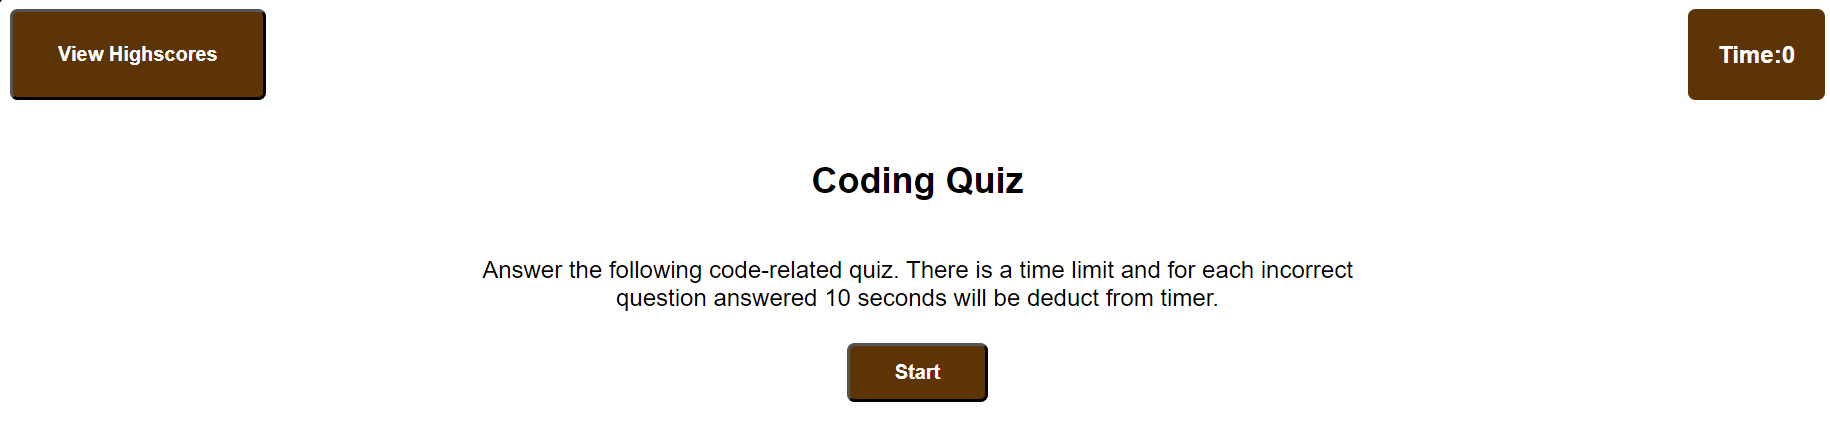 View Highscores
Time:0
Coding Quiz
Answer the following code-related quiz. There is a time limit and for each incorrect
question answered 10 seconds will be deduct from timer.
Start